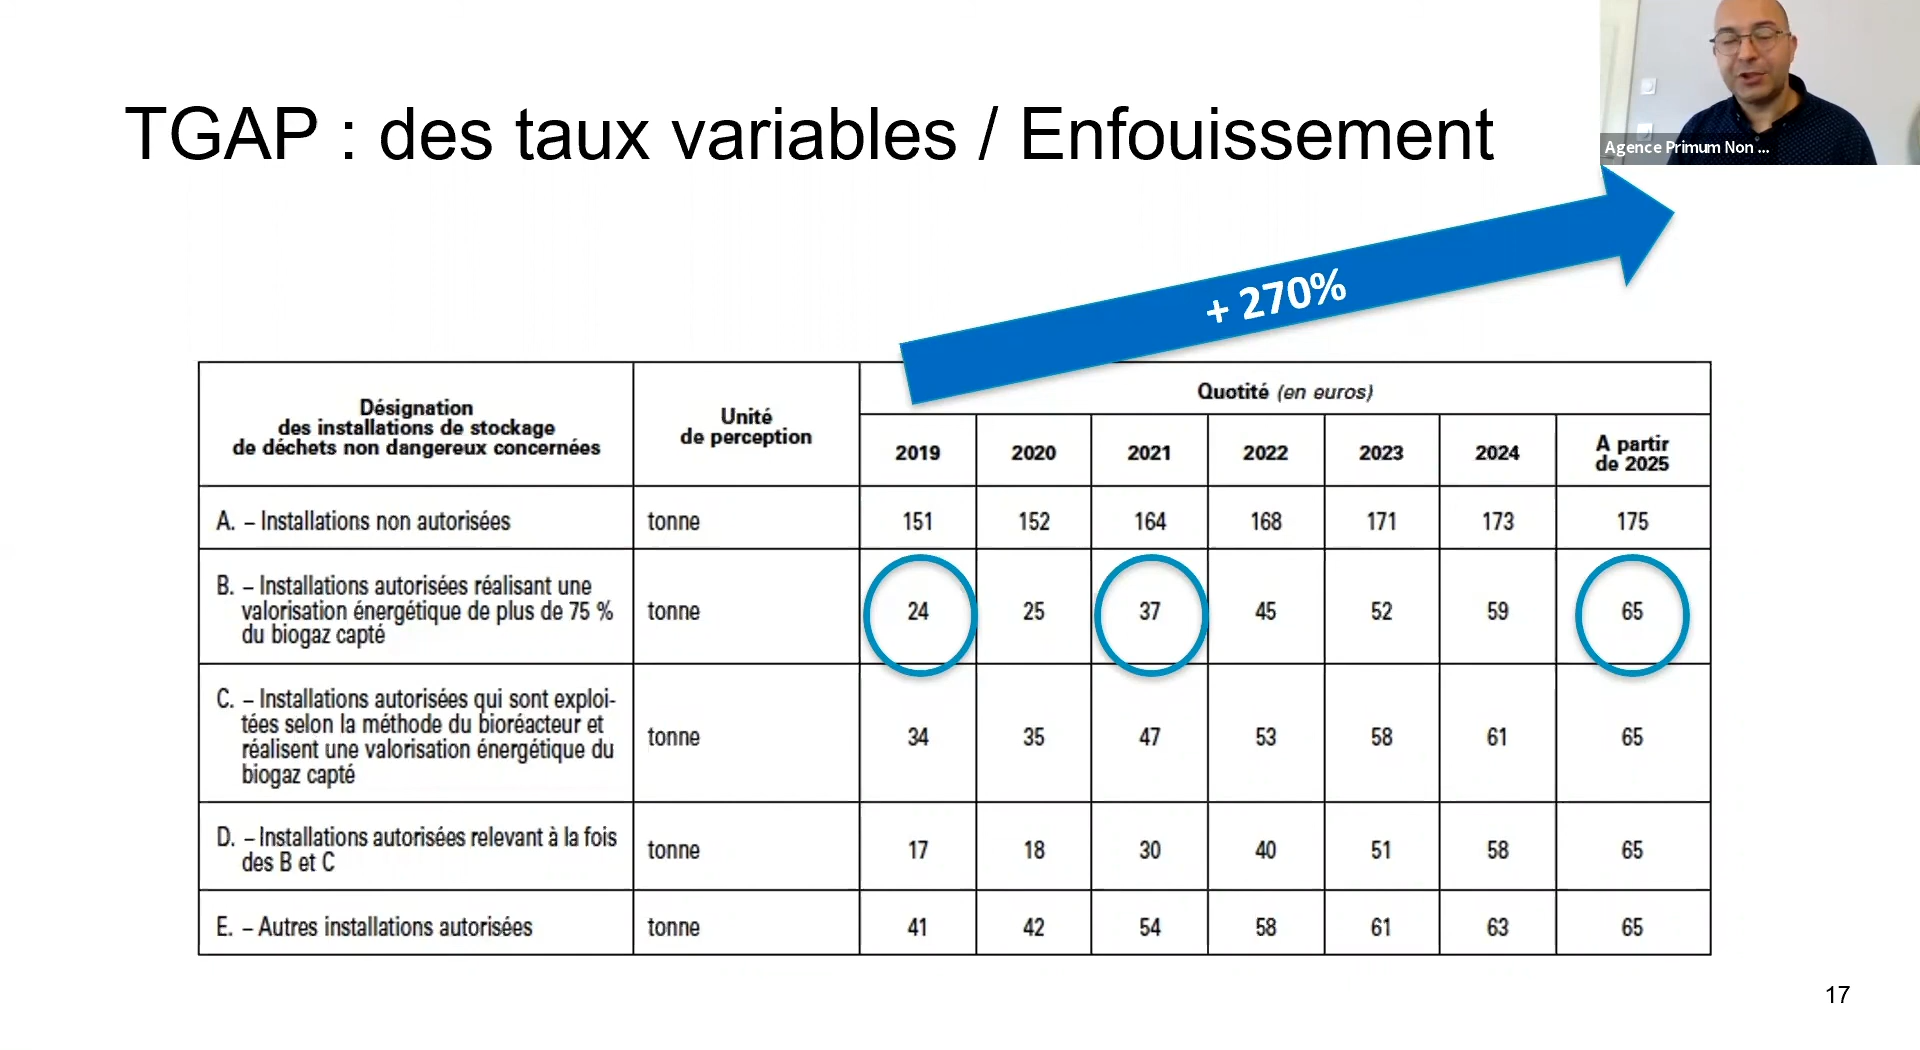 TGAP : des taux variables / Enfouissement
Agence Primum Non ...
+ 270%
Désignation
des installations de stockage
de déchets non dangereux concernées
Unité
de perception
Quotité (en euros)
2019
2020
2021
2022
2023
2024
A partir
de 2025
A. – Installations non autorisées
tonne
151
152
164
168
171
173
175
B. – Installations autorisées réalisant une
valorisation énergétique de plus de 75 %
du biogaz capté
tonne
24
25
37
45
52
59
65
C. – Installations autorisées qui sont exploi-
tées selon la méthode du bioréacteur et
réalisent une valorisation énergétique du
biogaz capté
tonne
34
35
47
53
58
61
65
D. – Installations autorisées relevant à la fois
des B et C
tonne
17
18
30
40
51
58
65
E. – Autres installations autorisées
tonne
41
42
54
58
61
63
65
17